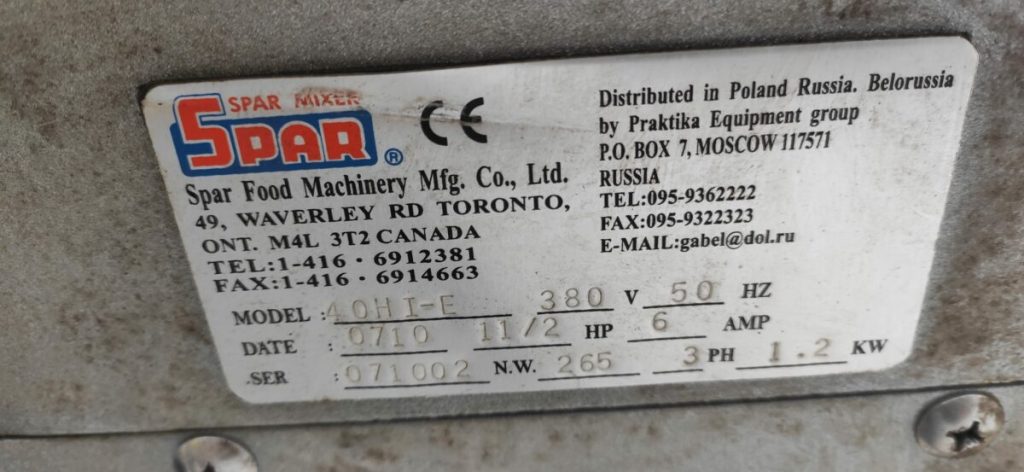 SPAR MIXER
SPAR ®
CE
Spar Food Machinery Mfg. Co., Ltd.
49, WAVERLEY RD TORONTO,
ONT. M4L 3T2 CANADA
TEL:1-416 · 6912381
FAX:1-416 · 6914663
Distributed in Poland Russia. Belorussia
by Praktika Equipment group
P.O. BOX 7, MOSCOW 117571
RUSSIA
TEL:095-9362222
FAX:095-9322323
E-MAIL:gabel@dol.ru
MODEL :40HI-E 380 V 50 HZ
DATE : 0710 11/2 HP 6 AMP
.SER :071002 N.W. 265 3 PH 1.2 KW